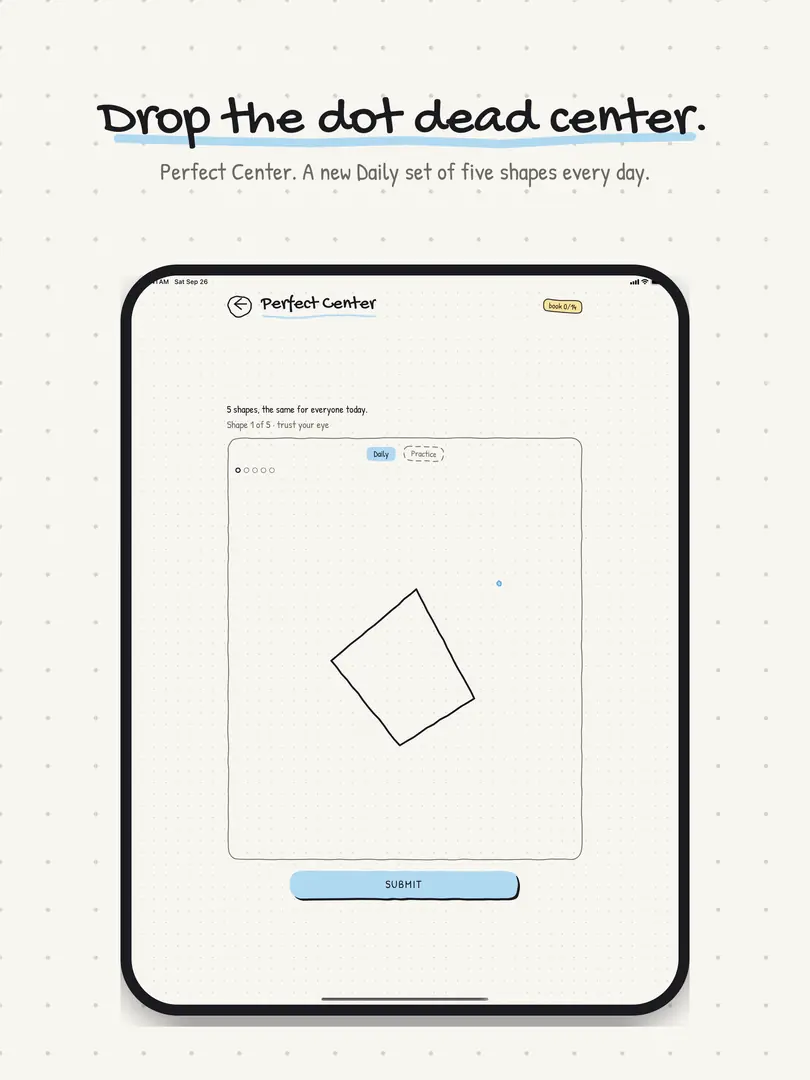 Drop the dot dead center.
Perfect Center. A new Daily set of five shapes every day.
AM Sat Sep 26
Perfect Center
book 0/14
5 shapes, the same for everyone today.
Shape 1 of 5 · trust your eye
Daily
Practice
SUBMIT